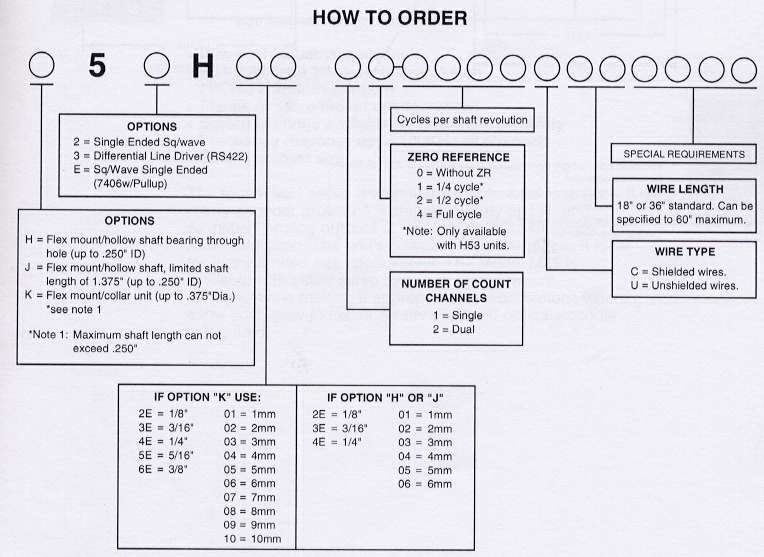 HOW TO ORDER
5 H
OPTIONS
2 = Single Ended Sq/wave
3 = Differential Line Driver (RS422)
E = Sq/Wave Single Ended
(7406w/Pullup)
OPTIONS
H = Flex mount/hollow shaft bearing through
hole (up to .250" ID)
J = Flex mount/hollow shaft, limited shaft
length of 1.375" (up to .250" ID)
K = Flex mount/collar unit (up to .375"Dia.)
*see note 1
*Note 1: Maximum shaft length can not
exceed .250"
Cycles per shaft revolution
ZERO REFERENCE
0 = Without ZR
1 = 1/4 cycle*
2 = 1/2 cycle*
4 = Full cycle
*Note: Only available
with H53 units.
NUMBER OF COUNT
CHANNELS
1 = Single
2 = Dual
SPECIAL REQUIREMENTS
WIRE LENGTH
18" or 36" standard. Can be
specified to 60" maximum.
WIRE TYPE
C = Shielded wires.
U = Unshielded wires.
IF OPTION "K" USE:
2E = 1/8" 01 = 1mm
3E = 3/16" 02 = 2mm
4E = 1/4" 03 = 3mm
5E = 5/16" 04 = 4mm
6E = 3/8" 05 = 5mm
06 = 6mm
07 = 7mm
08 = 8mm
09 = 9mm
10 = 10mm
IF OPTION "H" OR "J"
2E = 1/8" 01 = 1mm
3E = 3/16" 02 = 2mm
4E = 1/4" 03 = 3mm
04 = 4mm
05 = 5mm
06 = 6mm